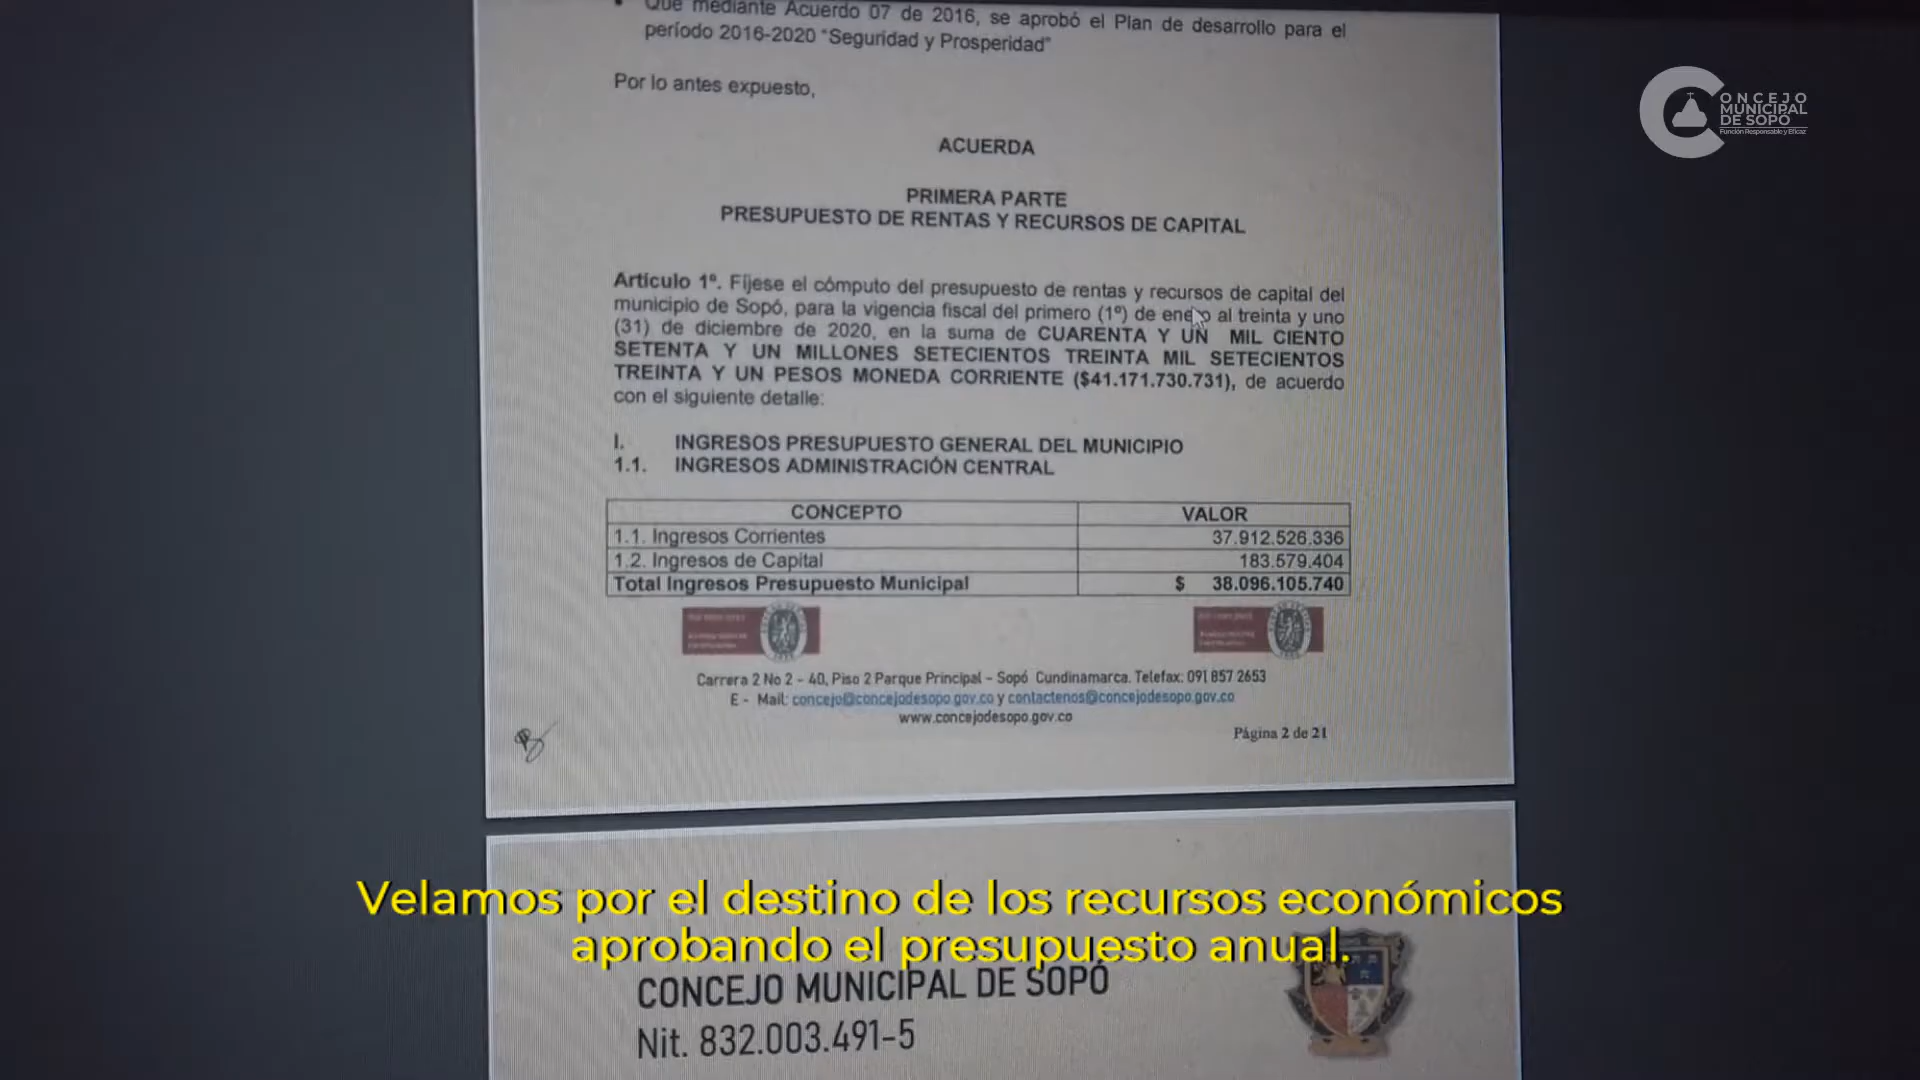 Que mediante Acuerdo 07 de 2016, se aprobó el Plan de desarrollo para el
período 2016-2020 "Seguridad y Prosperidad"
Por lo antes expuesto,
ONCEJO
MUNICIPAL
DE SOPÓ
Función Responsable y Eficaz
ACUERDA
PRIMERA PARTE
PRESUPUESTO DE RENTAS Y RECURSOS DE CAPITAL
Artículo 1º. Fíjese el cómputo del presupuesto de rentas y recursos de capital del
municipio de Sopó, para la vigencia fiscal del primero (1º) de enero al treinta y uno
(31) de diciembre de 2020, en la suma de CUARENTA Y UN MIL CIENTO
SETENTA Y UN MILLONES SETECIENTOS TREINTA MIL SETECIENTOS
TREINTA Y UN PESOS MONEDA CORRIENTE ($41.171.730.731), de acuerdo
con el siguiente detalle:
I. INGRESOS PRESUPUESTO GENERAL DEL MUNICIPIO
1.1. INGRESOS ADMINISTRACIÓN CENTRAL
CONCEPTO VALOR
1.1. Ingresos Corrientes 37.912.526.336
1.2. Ingresos de Capital 183.579.404
Total Ingresos Presupuesto Municipal $ 38.096.105.740
Carrera 2 No 2 - 40, Piso 2 Parque Principal - Sopó Cundinamarca. Telefax: 091 857 2653
E - Mail: concejo@concejodesopo.gov.co y contactenos@concejodesopo.gov.co
www.concejodesopo.gov.co
Página 2 de 21
Velamos por el destino de los recursos económicos
aprobando el presupuesto anual.
CONCEJO MUNICIPAL DE SOPÓ
Nit. 832.003.491-5